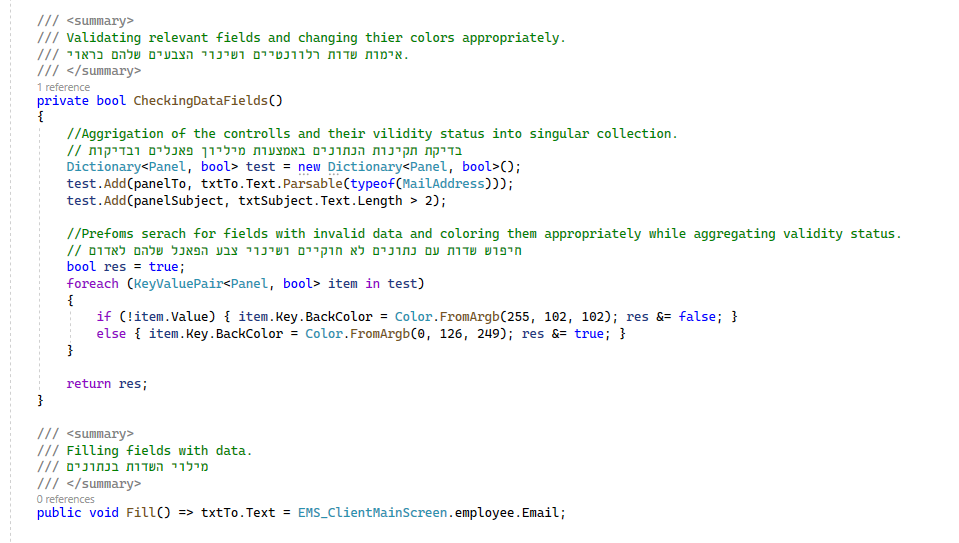 /// <summary>
/// Validating relevant fields and changing thier colors appropriately.
/// אימות שדות רלוונטיים ושינוי הצבעים שלהם כראוי.
/// </summary>
1 reference
private bool CheckingDataFields()
{
//Aggrigation of the controlls and their vilidity status into singular collection.
// בדיקת תקינות הנתונים באמצעות מיליון פאנלים ובדיקות
Dictionary<Panel, bool> test = new Dictionary<Panel, bool>();
test.Add(panelTo, txtTo.Text.Parsable(typeof(MailAddress)));
test.Add(panelSubject, txtSubject.Text.Length > 2);
//Prefoms serach for fields with invalid data and coloring them appropriately while aggregating validity status.
// חיפוש שדות עם נתונים לא חוקיים ושינוי צבע הפאנל שלהם לאדום
bool res = true;
foreach (KeyValuePair<Panel, bool> item in test)
{
if (!item.Value) { item.Key.BackColor = Color.FromArgb(255, 102, 102); res &= false; }
else { item.Key.BackColor = Color.FromArgb(0, 126, 249); res &= true; }
}
return res;
}
/// <summary>
/// Filling fields with data.
/// מילוי השדות בנתונים
/// </summary>
0 references
public void Fill() => txtTo.Text = EMS_ClientMainScreen.employee.Email;